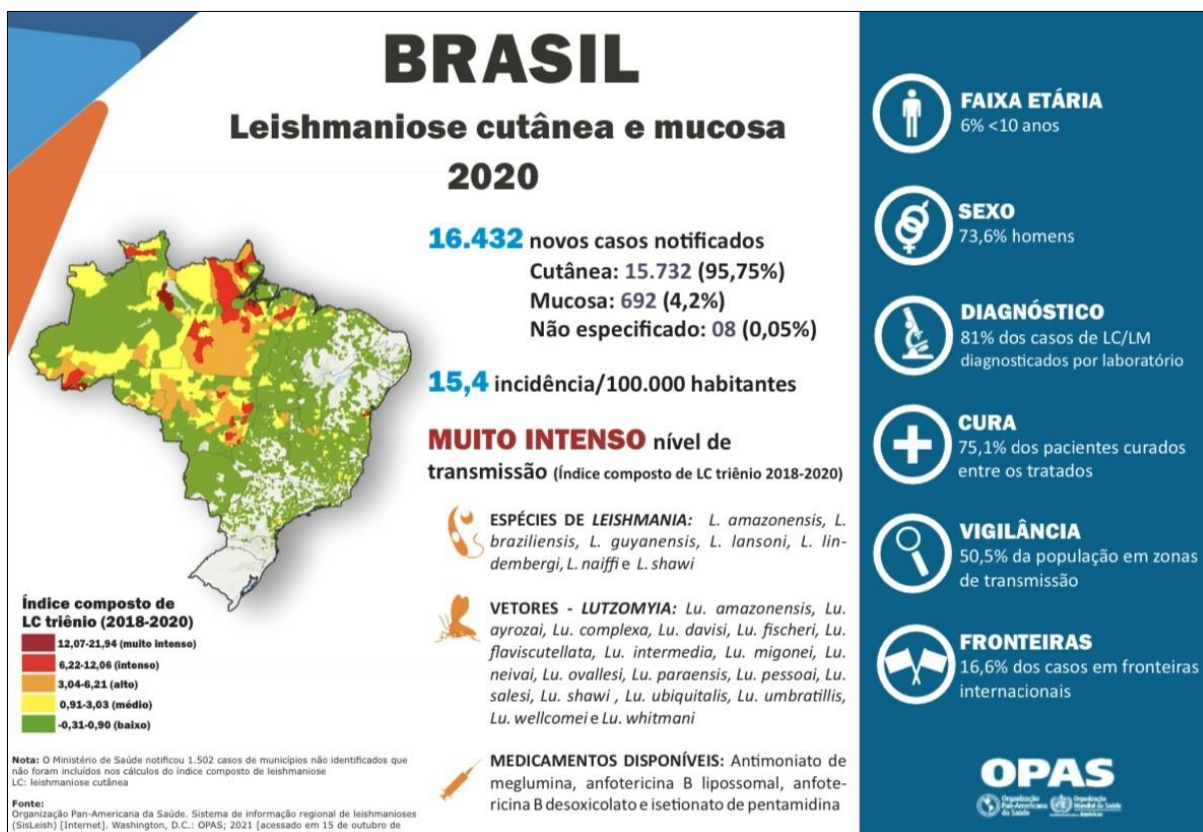 BRASIL
Leishmaniose cutânea e mucosa
2020
16.432 novos casos notificados
Cutânea: 15.732 (95,75%)
Mucosa: 692 (4,2%)
Não especificado: 08 (0,05%)
15,4 incidência/100.000 habitantes
MUITO INTENSO nível de
transmissão (Índice composto de LC triênio 2018-2020)
ESPÉCIES DE LEISHMANIA: L. amazonensis, L.
braziliensis, L. guyanensis, L. lansoni, L. lin-
dembergi, L. naiffi e L. shawi
VETORES - LUTZOMYIA: Lu. amazonensis, Lu.
ayrozai, Lu. complexa, Lu. davisi, Lu. fischeri, Lu.
flaviscutellata, Lu. intermedia, Lu. migonei, Lu.
neivai, Lu. ovallesi, Lu. paraensis, Lu. pessoai, Lu.
salesi, Lu. shawi , Lu. ubiquitalis, Lu. umbratillis,
Lu. wellcomei e Lu. whitmani
MEDICAMENTOS DISPONÍVEIS: Antimoniato de
meglumina, anfotericina B lipossomal, anfote-
ricina B desoxicolato e isetionato de pentamidina
Índice composto de
LC triênio (2018-2020)
12,07-21,94 (muito intenso)
6,22-12,06 (intenso)
3,04-6,21 (alto)
0,91-3,03 (médio)
-0,31-0,90 (baixo)
Nota: O Ministério de Saúde notificou 1.502 casos de municípios não identificados que
não foram incluídos nos cálculos do índice composto de leishmaniose
LC: leishmaniose cutânea
Fonte:
Organização Pan-Americana da Saúde. Sistema de informação regional de leishmanioses
(SisLeish) [Internet]. Washington, D.C.: OPAS; 2021 [acessado em 15 de outubro de
FAIXA ETÁRIA
6% <10 anos
SEXO
73,6% homens
DIAGNÓSTICO
81% dos casos de LC/LM
diagnosticados por laboratório
CURA
75,1% dos pacientes curados
entre os tratados
VIGILÂNCIA
50,5% da população em zonas
de transmissão
FRONTEIRAS
16,6% dos casos em fronteiras
internacionais
OPAS
Organização
Pan-Americana
da Saúde
Organização
Mundial da Saúde
Américas